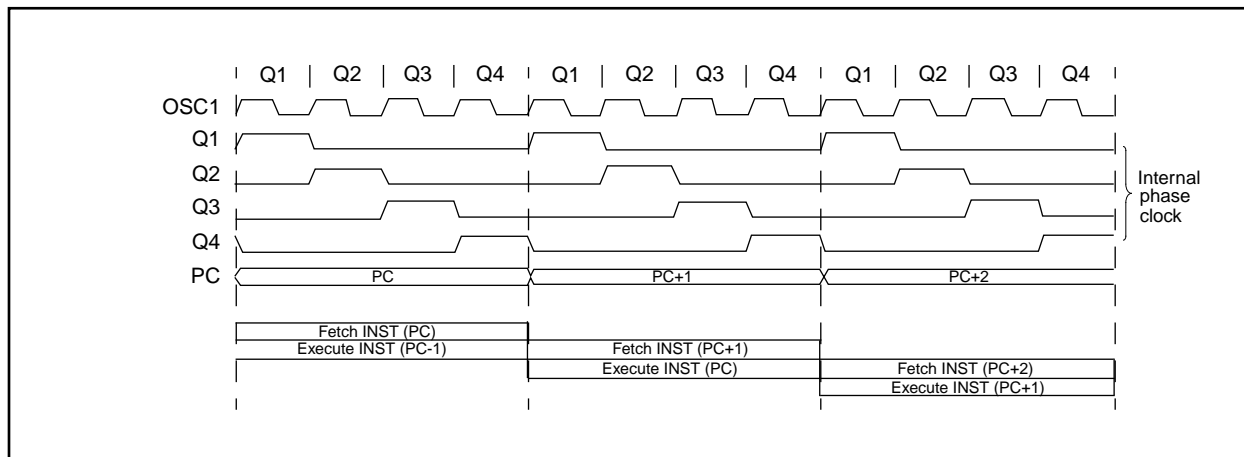 Q1 Q2 Q3 Q4 Q1 Q2 Q3 Q4 Q1 Q2 Q3 Q4
OSC1
Q1
Q2
Q3
Q4
Internal
phase
clock
PC PC PC+1 PC+2
Fetch INST (PC)
Execute INST (PC-1) Fetch INST (PC+1)
Execute INST (PC) Fetch INST (PC+2)
Execute INST (PC+1)